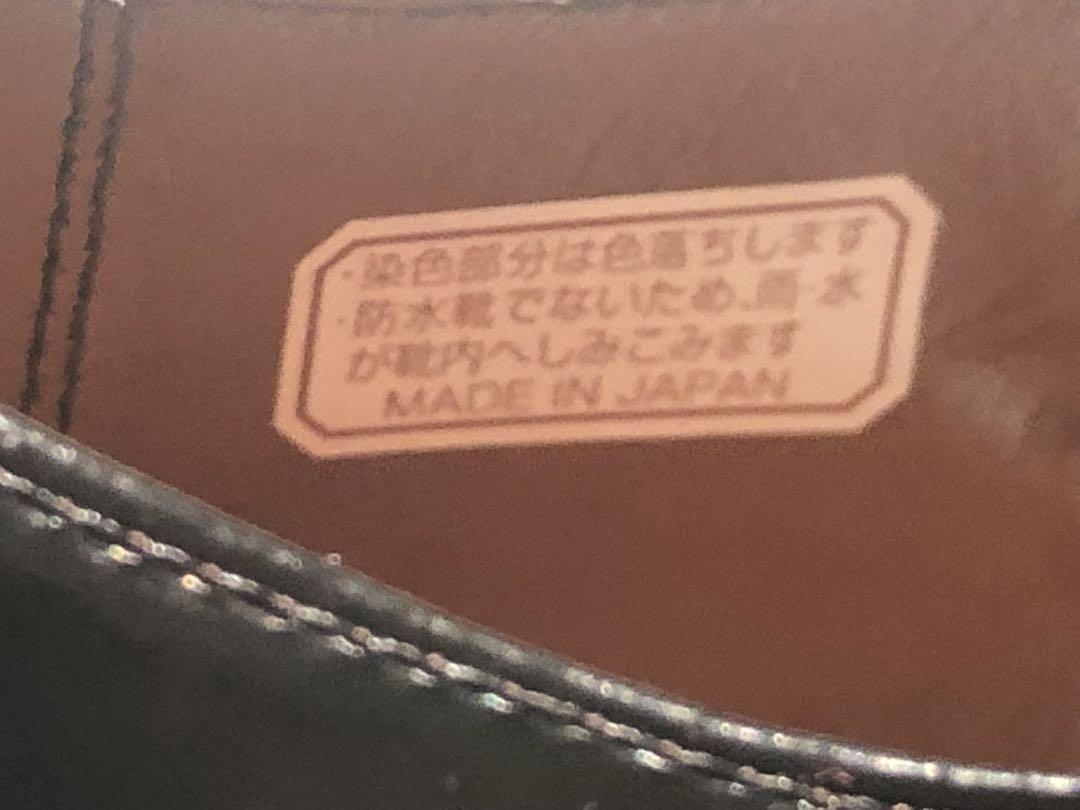 ・染色部分は色落ちします
・防水靴でないため、雨・水
が靴内へしみこみます
MADE IN JAPAN